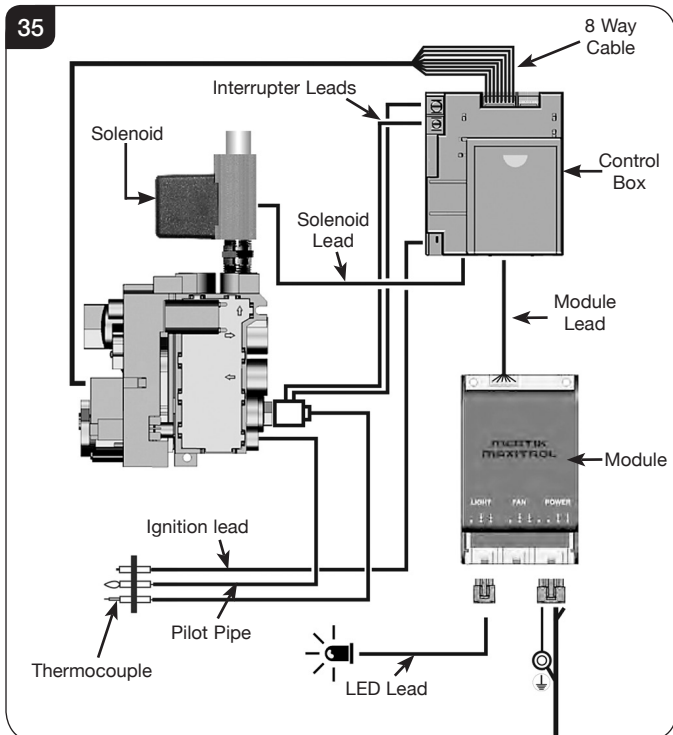 35
8 Way
Cable
Interrupter Leads
Solenoid
Control
Box
Solenoid
Lead
Module
Lead
MERTIK
MAXITROL
Module
LIGHT FAN POWER
Ignition lead
Pilot Pipe
Thermocouple
LED Lead